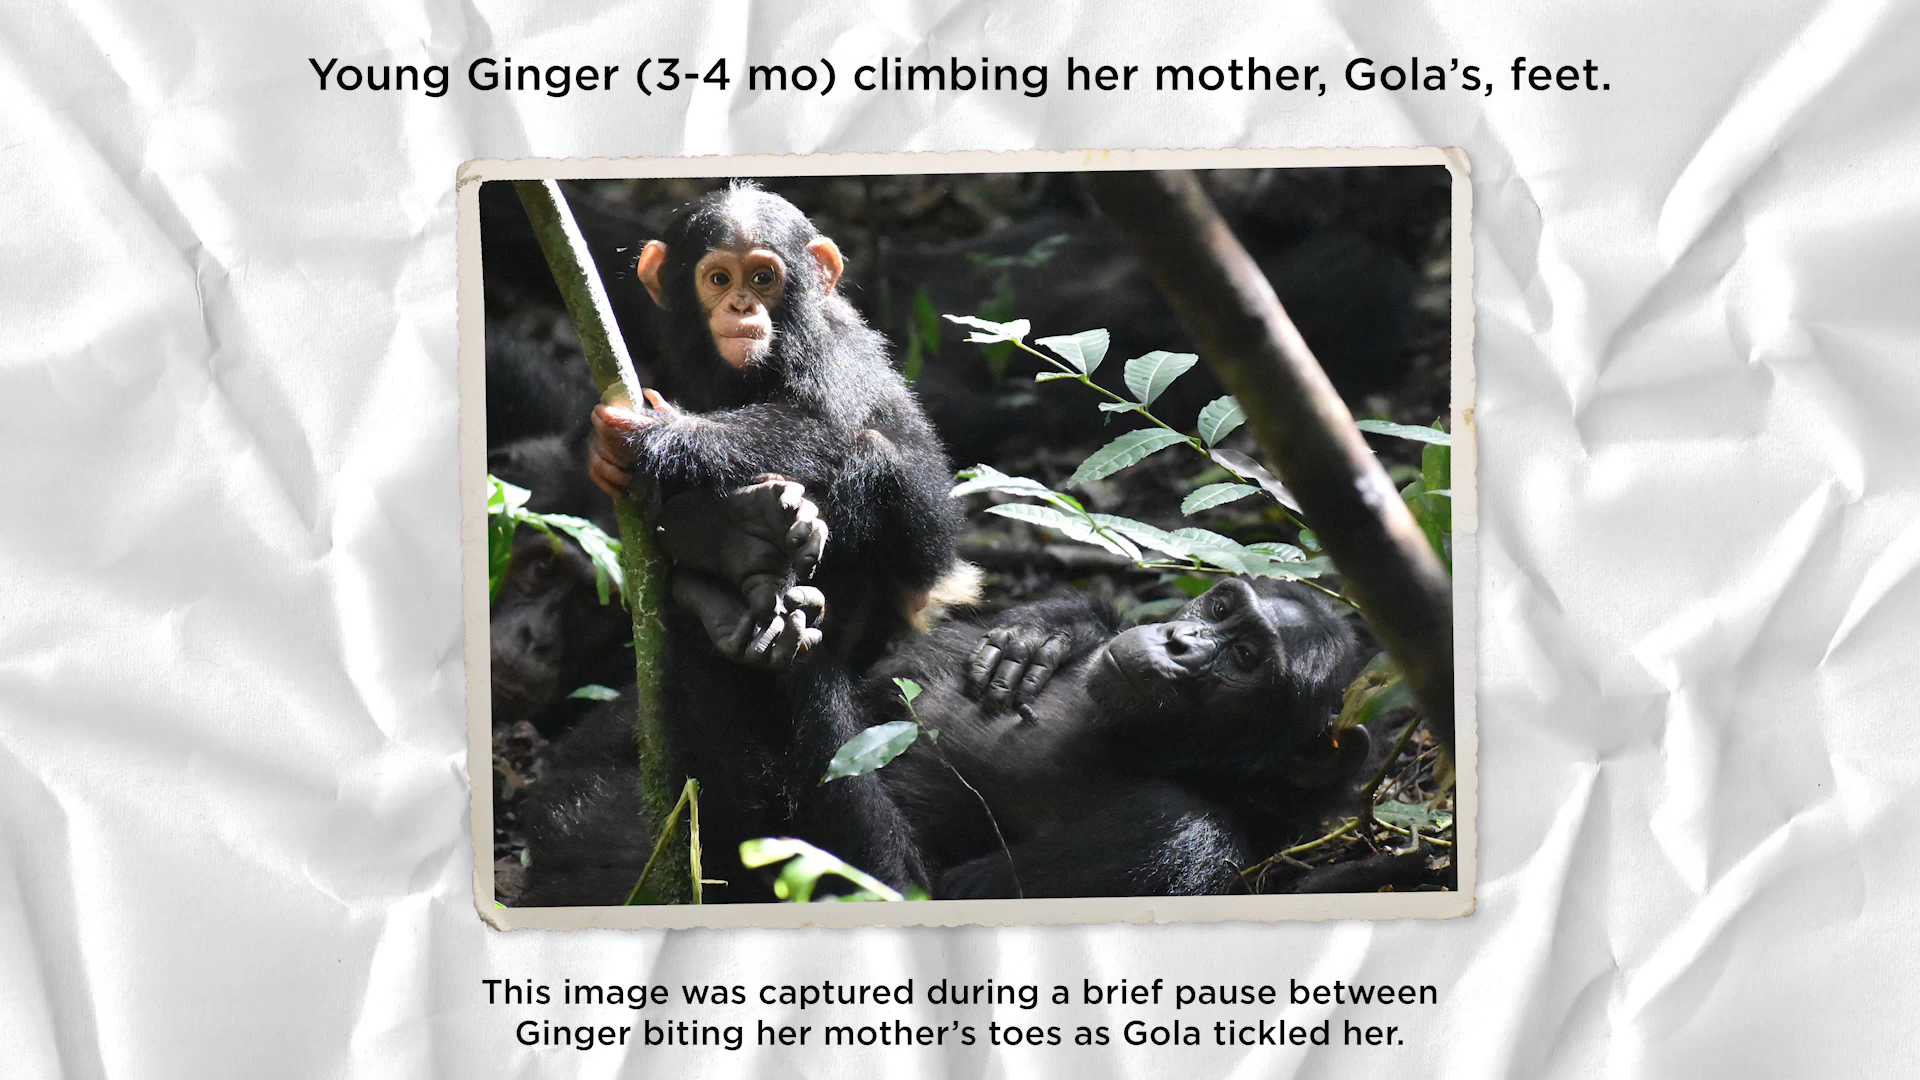 Young Ginger (3-4 mo) climbing her mother, Gola’s, feet.
This image was captured during a brief pause between
Ginger biting her mother’s toes as Gola tickled her.